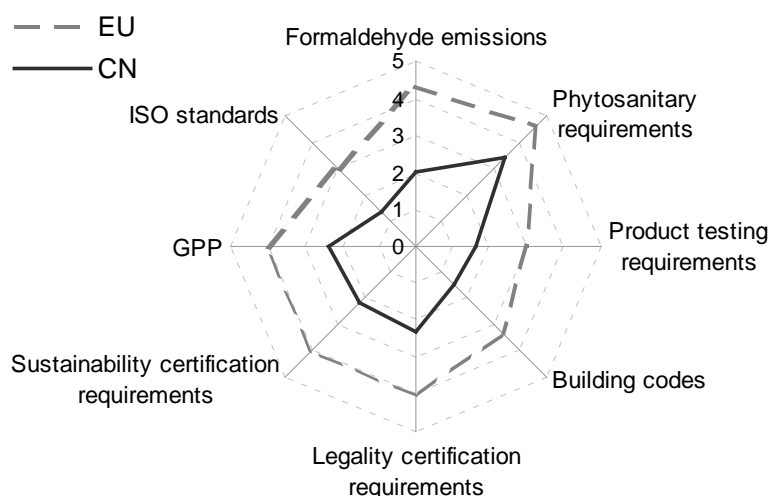 EU
CN
Formaldehyde emissions
5
4
3
2
1
0
Phytosanitary
requirements
Product testing
requirements
Building codes
Legality certification
requirements
Sustainability certification
requirements
GPP
ISO standards